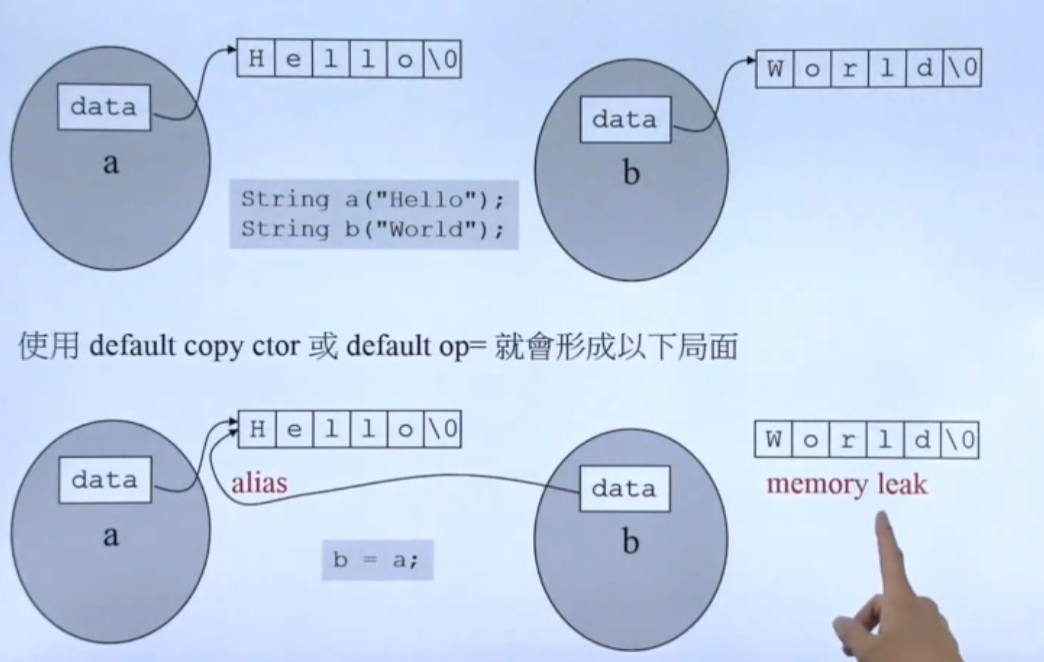 H e l l o \0
W o r l d \0
data
data
a
b
String a("Hello");
String b("World");
使用 default copy ctor 或 default op= 就會形成以下局面
H e l l o \0
W o r l d \0
data
alias
data
memory leak
a
b
b = a;